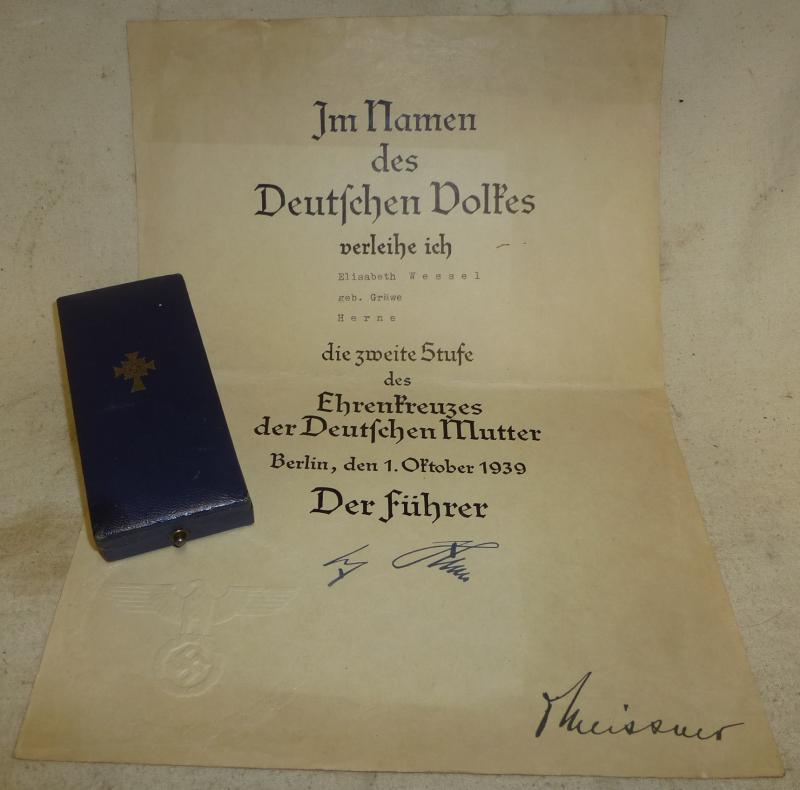 Im Namen
des
Deutschen Volkes
verleihe ich
Elisabeth Wessel
geb. Gräwe
Herne
die zweite Stufe
des
Ehrenkreuzes
der Deutschen Mutter
Berlin, den 1. Oktober 1939
Der Führer
Meissner